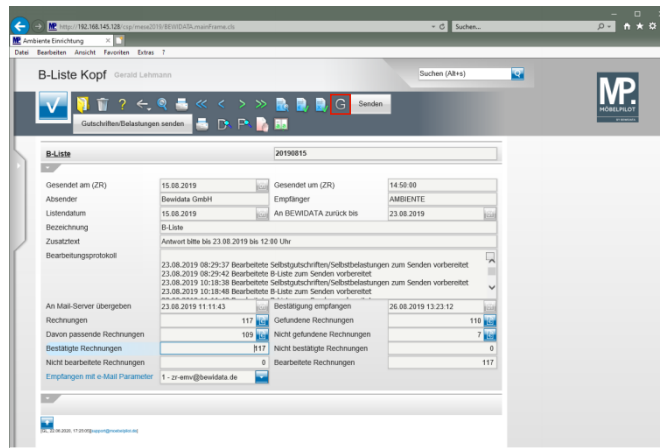 http://192.168.145.128/csp/mese2019/BEWIDATA.mainFrame.cls Suchen...
Ambiente Einrichtung
Datei Bearbeiten Ansicht Favoriten Extras ?
B-Liste Kopf Gerald Lehmann Suchen (Alt+s)
MP.
MÖBELPILOT
G Senden
Gutschriften/Belastungen senden
B-Liste 20190815
Gesendet am (ZR) 15.08.2019 Gesendet um (ZR) 14:50:00
Absender Bewidata GmbH Empfänger AMBIENTE
Listendatum 15.08.2019 An BEWIDATA zurück bis 23.08.2019
Bezeichnung B-Liste
Zusatztext Antwort bitte bis 23.08.2019 bis 12:00 Uhr
Bearbeitungsprotokoll
23.08.2019 08:29:37 Bearbeitete Selbstgutschriften/Selbstbelastungen zum Senden vorbereitet
23.08.2019 08:29:42 Bearbeitete B-Liste zum Senden vorbereitet
23.08.2019 10:18:38 Bearbeitete Selbstgutschriften/Selbstbelastungen zum Senden vorbereitet
23.08.2019 10:18:48 Bearbeitete B-Liste zum Senden vorbereitet
An Mail-Server übergeben 23.08.2019 11:11:43 Bestätigung empfangen 26.08.2019 13:23:12
Rechnungen 117 Gefundene Rechnungen 110
Davon passende Rechnungen 109 Nicht gefundene Rechnungen 7
Bestätigte Rechnungen 117 Nicht bestätigte Rechnungen 0
Nicht bearbeitete Rechnungen 0 Bearbeitete Rechnungen 117
Empfangen mit e-Mail Parameter 1 - zr-emv@bewidata.de